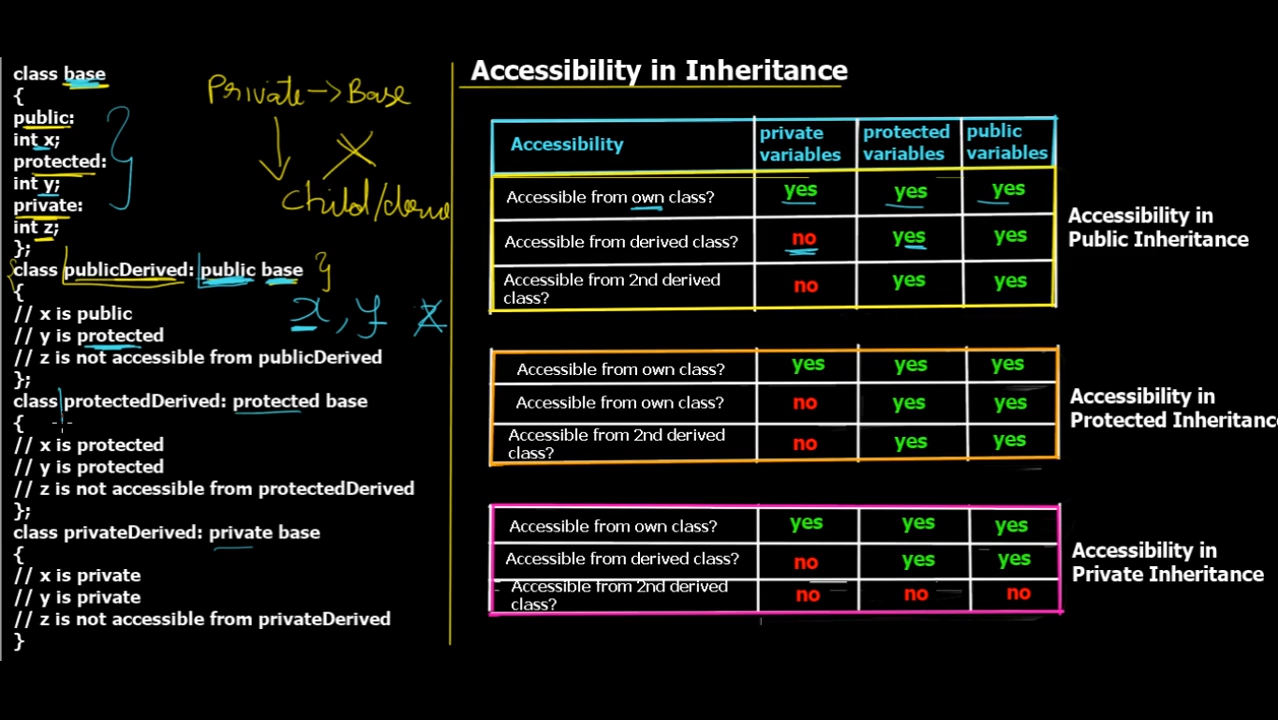 class base
{
public:
int x;
protected:
int y;
private:
int z;
};
class publicDerived: public base
{
// x is public
// y is protected
// z is not accessible from publicDerived
};
class protectedDerived: protected base
{
// x is protected
// y is protected
// z is not accessible from protectedDerived
};
class privateDerived: private base
{
// x is private
// y is private
// z is not accessible from privateDerived
}
Private -> Base
Child/
x, y z
Accessibility in Inheritance
Accessibility private variables protected variables public variables
Accessible from own class? yes yes yes
Accessible from derived class? no yes yes
Accessible from 2nd derived class? no yes yes
Accessibility in
Public Inheritance
Accessible from own class? yes yes yes
Accessible from own class? no yes yes
Accessible from 2nd derived class? no yes yes
Accessibility in
Protected Inheritance
Accessible from own class? yes yes yes
Accessible from derived class? no yes yes
Accessible from 2nd derived class? no no no
Accessibility in
Private Inheritance